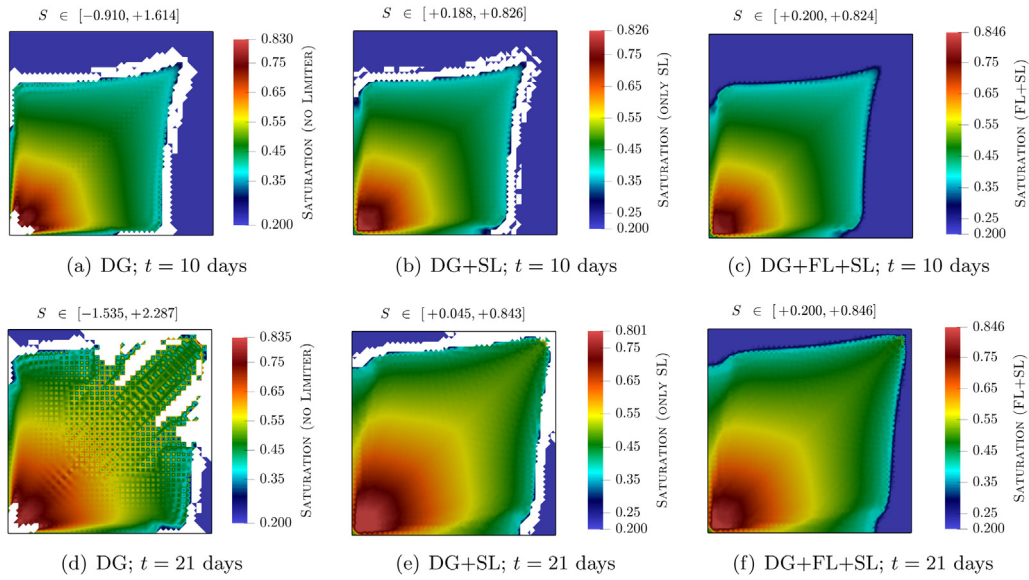 S ∈ [−0.910, +1.614]
0.830
0.75
0.65
0.55
0.45
0.35
0.200
Saturation (no Limiter)
(a) DG; t = 10 days
S ∈ [+0.188, +0.826]
0.826
0.75
0.65
0.55
0.45
0.35
0.25
0.200
Saturation (only SL)
(b) DG+SL; t = 10 days
S ∈ [+0.200, +0.824]
0.846
0.75
0.65
0.55
0.45
0.35
0.25
0.200
Saturation (FL+SL)
(c) DG+FL+SL; t = 10 days
S ∈ [−1.535, +2.287]
0.835
0.75
0.65
0.55
0.45
0.35
0.200
Saturation (no Limiter)
(d) DG; t = 21 days
S ∈ [+0.045, +0.843]
0.801
0.75
0.65
0.55
0.45
0.35
0.25
0.200
Saturation (only SL)
(e) DG+SL; t = 21 days
S ∈ [+0.200, +0.846]
0.846
0.75
0.65
0.55
0.45
0.35
0.25
0.200
Saturation (FL+SL)
(f) DG+FL+SL; t = 21 days